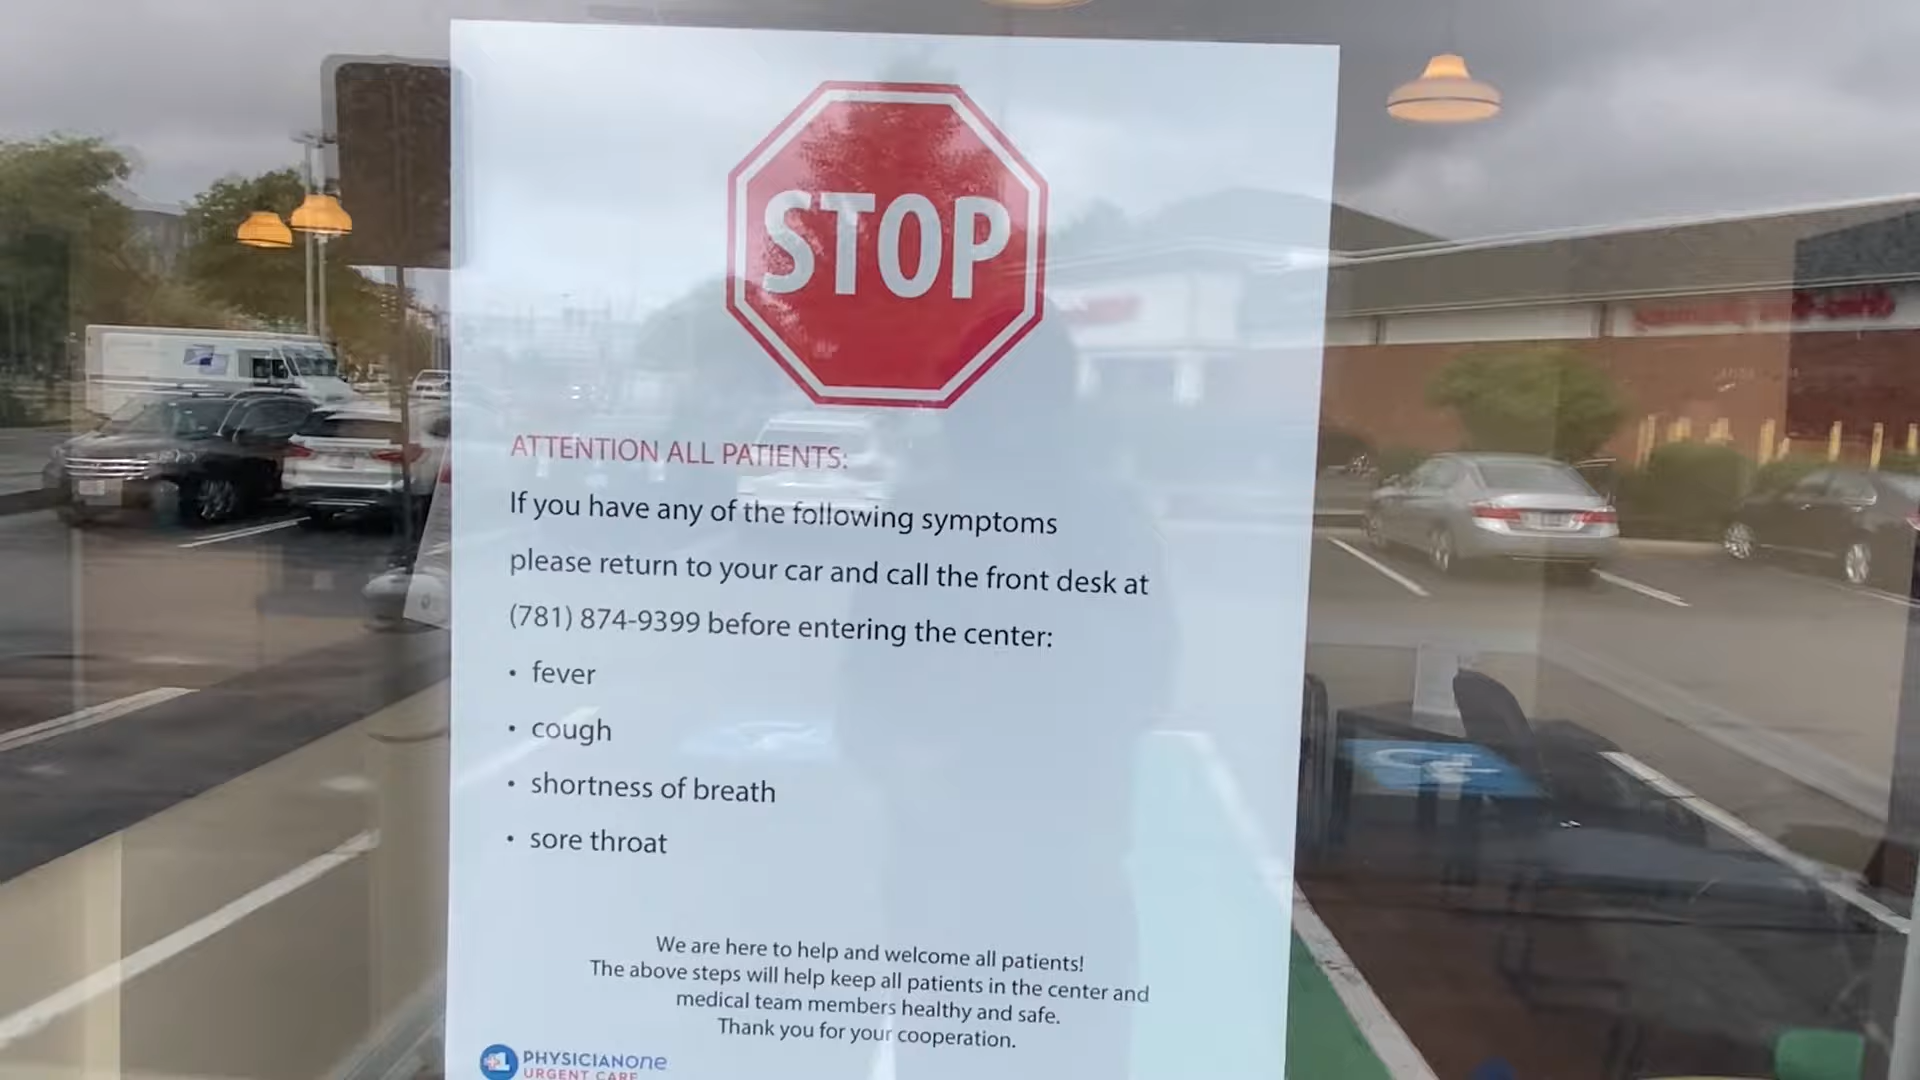 STOP
ATTENTION ALL PATIENTS:
If you have any of the following symptoms
please return to your car and call the front desk at
(781) 874-9399 before entering the center:
• fever
• cough
• shortness of breath
• sore throat
We are here to help and welcome all patients!
The above steps will help keep all patients in the center and
medical team members healthy and safe.
Thank you for your cooperation.
PHYSICIANOne
URGENT CARE